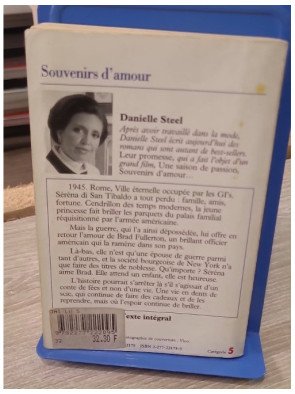 Souvenirs d'amour
Danielle Steel
Après avoir travaillé dans la mode,
Danielle Steel écrit aujourd'hui des
romans qui sont autant de best-sellers.
Leur promesse, qui a fait l'objet d'un
grand film, Une saison de passion,
Souvenirs d'amour...
1945. Rome, Ville éternelle occupée par les GI's.
Séréna di San Tibaldo a tout perdu : famille, amis,
fortune. Cendrillon des temps modernes, la jeune
princesse fait briller les parquets du palais familial
réquisitionné par l'armée américaine.
Mais la guerre, qui l'a ainsi dépossédée, lui offre en
retour l'amour de Brad Fullerton, un brillant officier
américain qui la ramène dans son pays.
Là-bas, elle n'est qu'une épouse de guerre parmi
tant d'autres, et la société bourgeoise de New York n'a
que faire des titres de noblesse. Qu'importe ? Séréna
aime Brad. Elle attend un enfant, elle est heureuse.
L'histoire pourrait s'arrêter là s'il s'agissait d'un
conte de fées et non d'une vie. Une vie en dents de
scie, qui continue de faire des cadeaux et de les
reprendre, mais où l'espoir continue de briller.
32.50 F
exte intégral
Catégorie 5